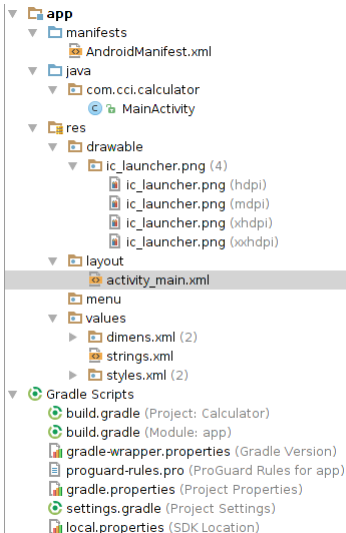 app
manifests
AndroidManifest.xml
java
com.cci.calculator
C MainActivity
res
drawable
ic_launcher.png (4)
ic_launcher.png (hdpi)
ic_launcher.png (mdpi)
ic_launcher.png (xhdpi)
ic_launcher.png (xxhdpi)
layout
activity_main.xml
menu
values
dimens.xml (2)
strings.xml
styles.xml (2)
Gradle Scripts
build.gradle (Project: Calculator)
build.gradle (Module: app)
gradle-wrapper.properties (Gradle Version)
proguard-rules.pro (ProGuard Rules for app)
gradle.properties (Project Properties)
settings.gradle (Project Settings)
local.properties (SDK Location)